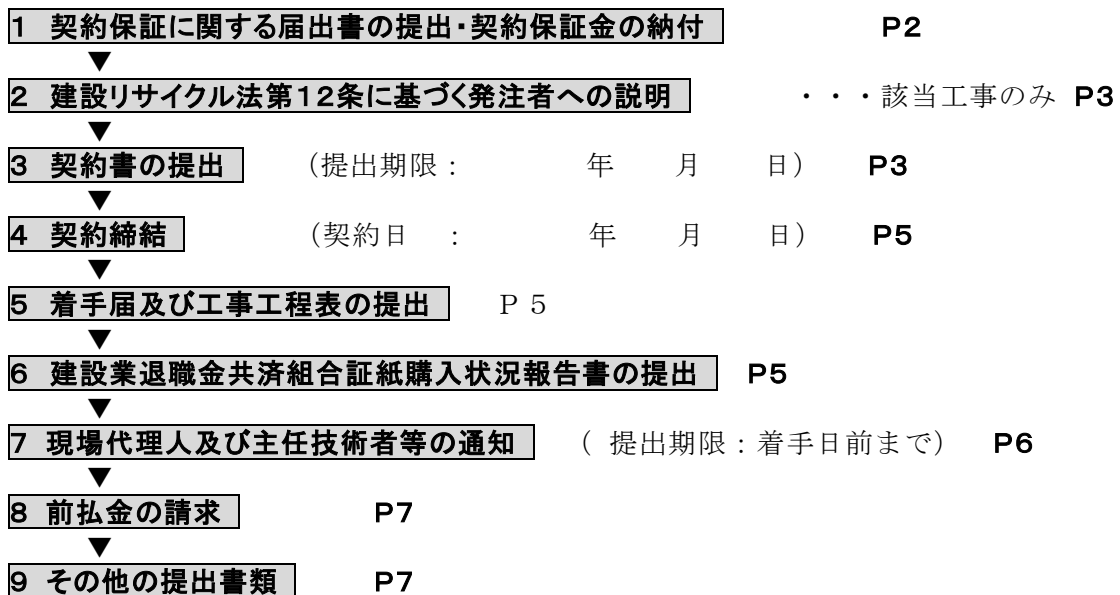 1 契約保証に関する届出書の提出・契約保証金の納付 P2
▼
2 建設リサイクル法第12条に基づく発注者への説明 ・・・該当工事のみ P3
▼
3 契約書の提出 (提出期限: 年 月 日) P3
▼
4 契約締結 (契約日 : 年 月 日) P5
▼
5 着手届及び工事工程表の提出 P 5
▼
6 建設業退職金共済組合証紙購入状況報告書の提出 P5
▼
7 現場代理人及び主任技術者等の通知 ( 提出期限:着手日前まで) P6
▼
8 前払金の請求 P7
▼
9 その他の提出書類 P7